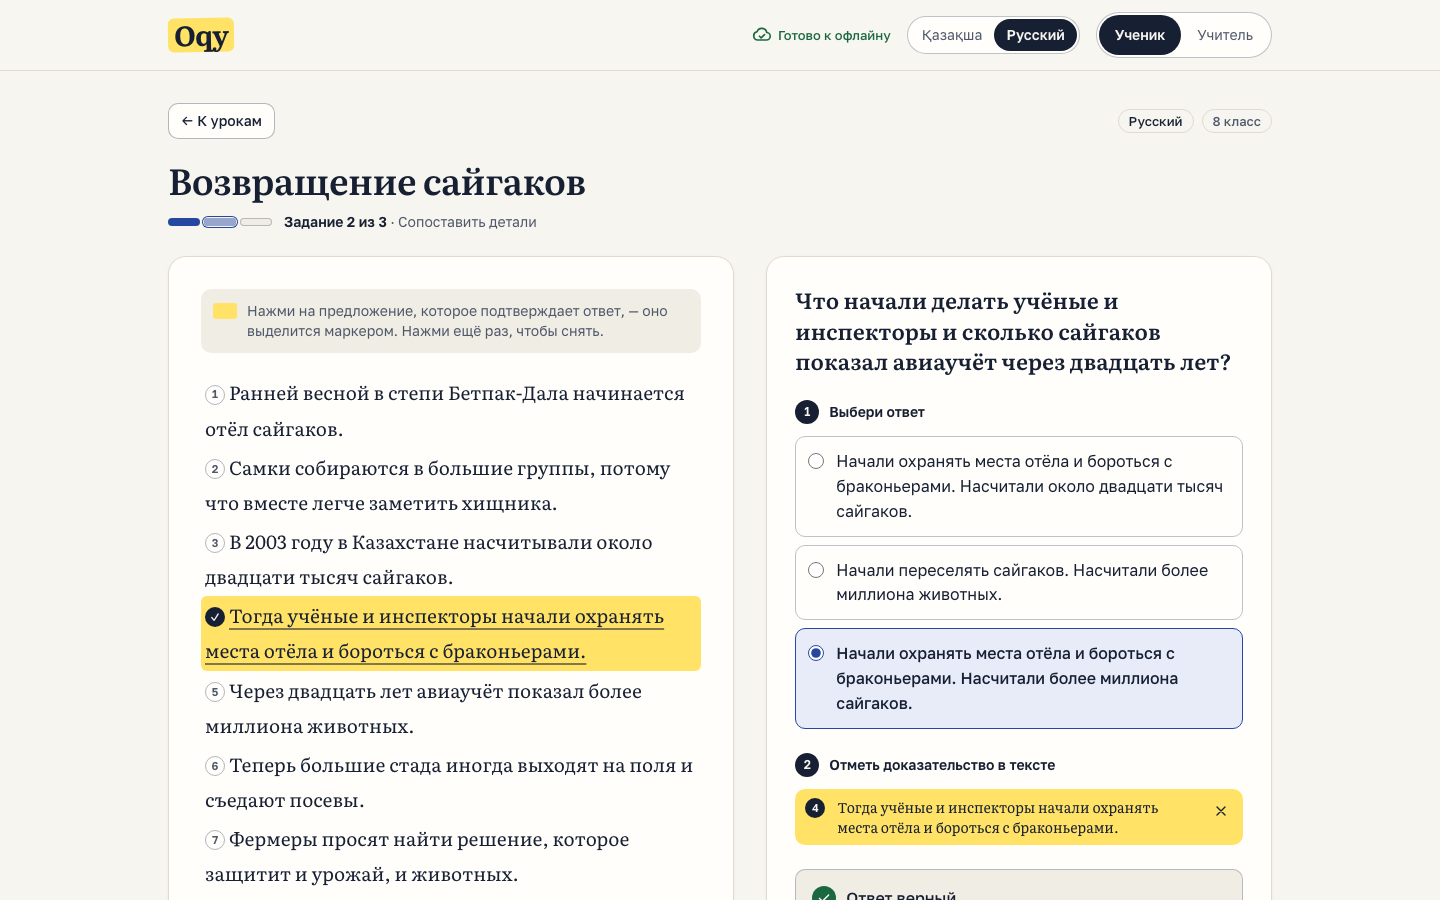 Oqy
Готово к офлайну
Қазақша
Русский
Ученик
Учитель
← К урокам
Русский
8 класс
Возвращение сайгаков
Задание 2 из 3 · Сопоставить детали
Нажми на предложение, которое подтверждает ответ, — оно
выделится маркером. Нажми ещё раз, чтобы снять.
1 Ранней весной в степи Бетпак-Дала начинается
отёл сайгаков.
2 Самки собираются в большие группы, потому
что вместе легче заметить хищника.
3 В 2003 году в Казахстане насчитывали около
двадцати тысяч сайгаков.
Тогда учёные и инспекторы начали охранять
места отёла и бороться с браконьерами.
5 Через двадцать лет авиаучёт показал более
миллиона животных.
6 Теперь большие стада иногда выходят на поля и
съедают посевы.
7 Фермеры просят найти решение, которое
защитит и урожай, и животных.
Что начали делать учёные и
инспекторы и сколько сайгаков
показал авиаучёт через двадцать лет?
1 Выбери ответ
Начали охранять места отёла и бороться с
браконьерами. Насчитали около двадцати тысяч
сайгаков.
Начали переселять сайгаков. Насчитали более
миллиона животных.
Начали охранять места отёла и бороться с
браконьерами. Насчитали более миллиона
сайгаков.
2 Отметь доказательство в тексте
4 Тогда учёные и инспекторы начали охранять
места отёла и бороться с браконьерами.
Ответ верный